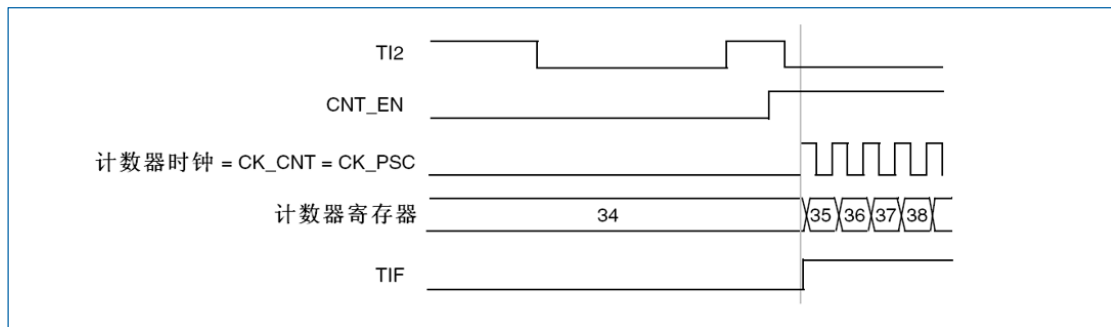 TI2
CNT_EN
计数器时钟 = CK_CNT = CK_PSC
计数器寄存器 34 35 36 37 38
TIF